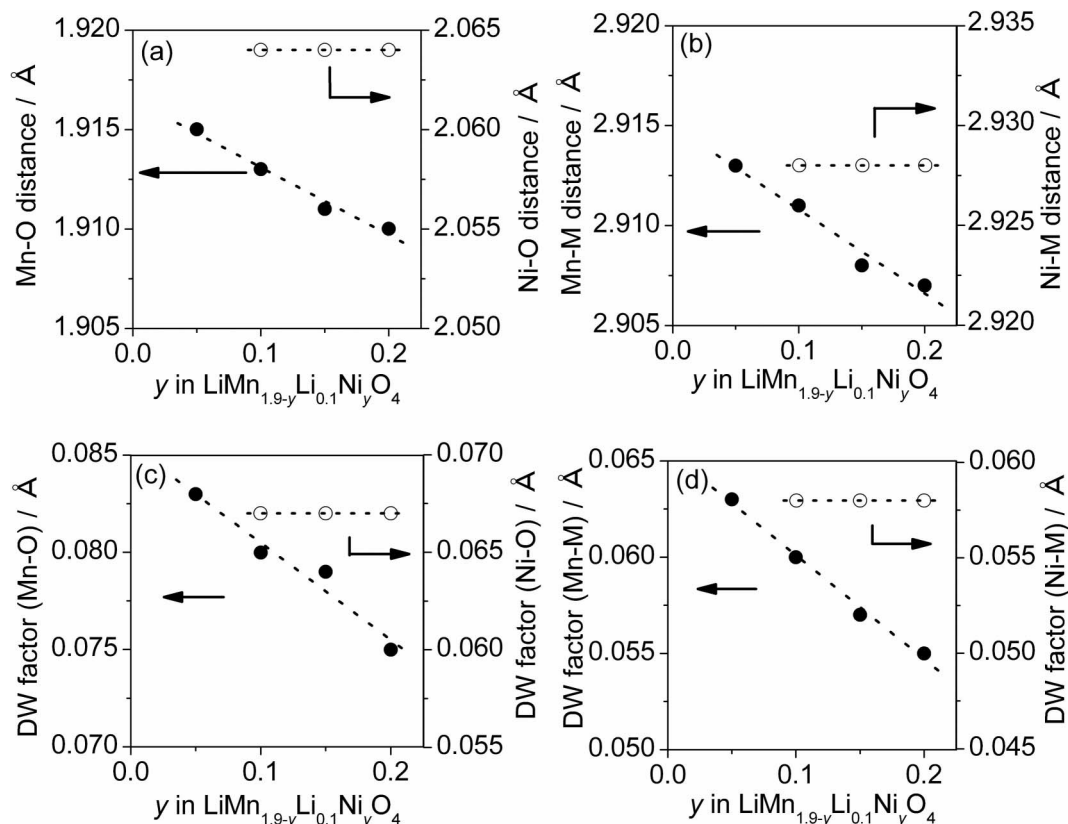 (a)
1.920
1.915
1.910
1.905
Mn-O distance / Å
2.065
2.060
2.055
2.050
Ni-O distance / Å
0.0 0.1 0.2
y in LiMn1.9-yLi0.1NiyO4
(b)
2.920
2.915
2.910
2.905
Mn-M distance / Å
2.935
2.930
2.925
2.920
Ni-M distance / Å
0.0 0.1 0.2
y in LiMn1.9-yLi0.1NiyO4
(c)
0.085
0.080
0.075
0.070
DW factor (Mn-O) / Å
0.070
0.065
0.060
0.055
DW factor (Ni-O) / Å
0.0 0.1 0.2
y in LiMn1.9-yLi0.1NiyO4
(d)
0.065
0.060
0.055
0.050
DW factor (Mn-M) / Å
0.060
0.055
0.050
0.045
DW factor (Ni-M) / Å
0.0 0.1 0.2
y in LiMn1.9-yLi0.1NiyO4